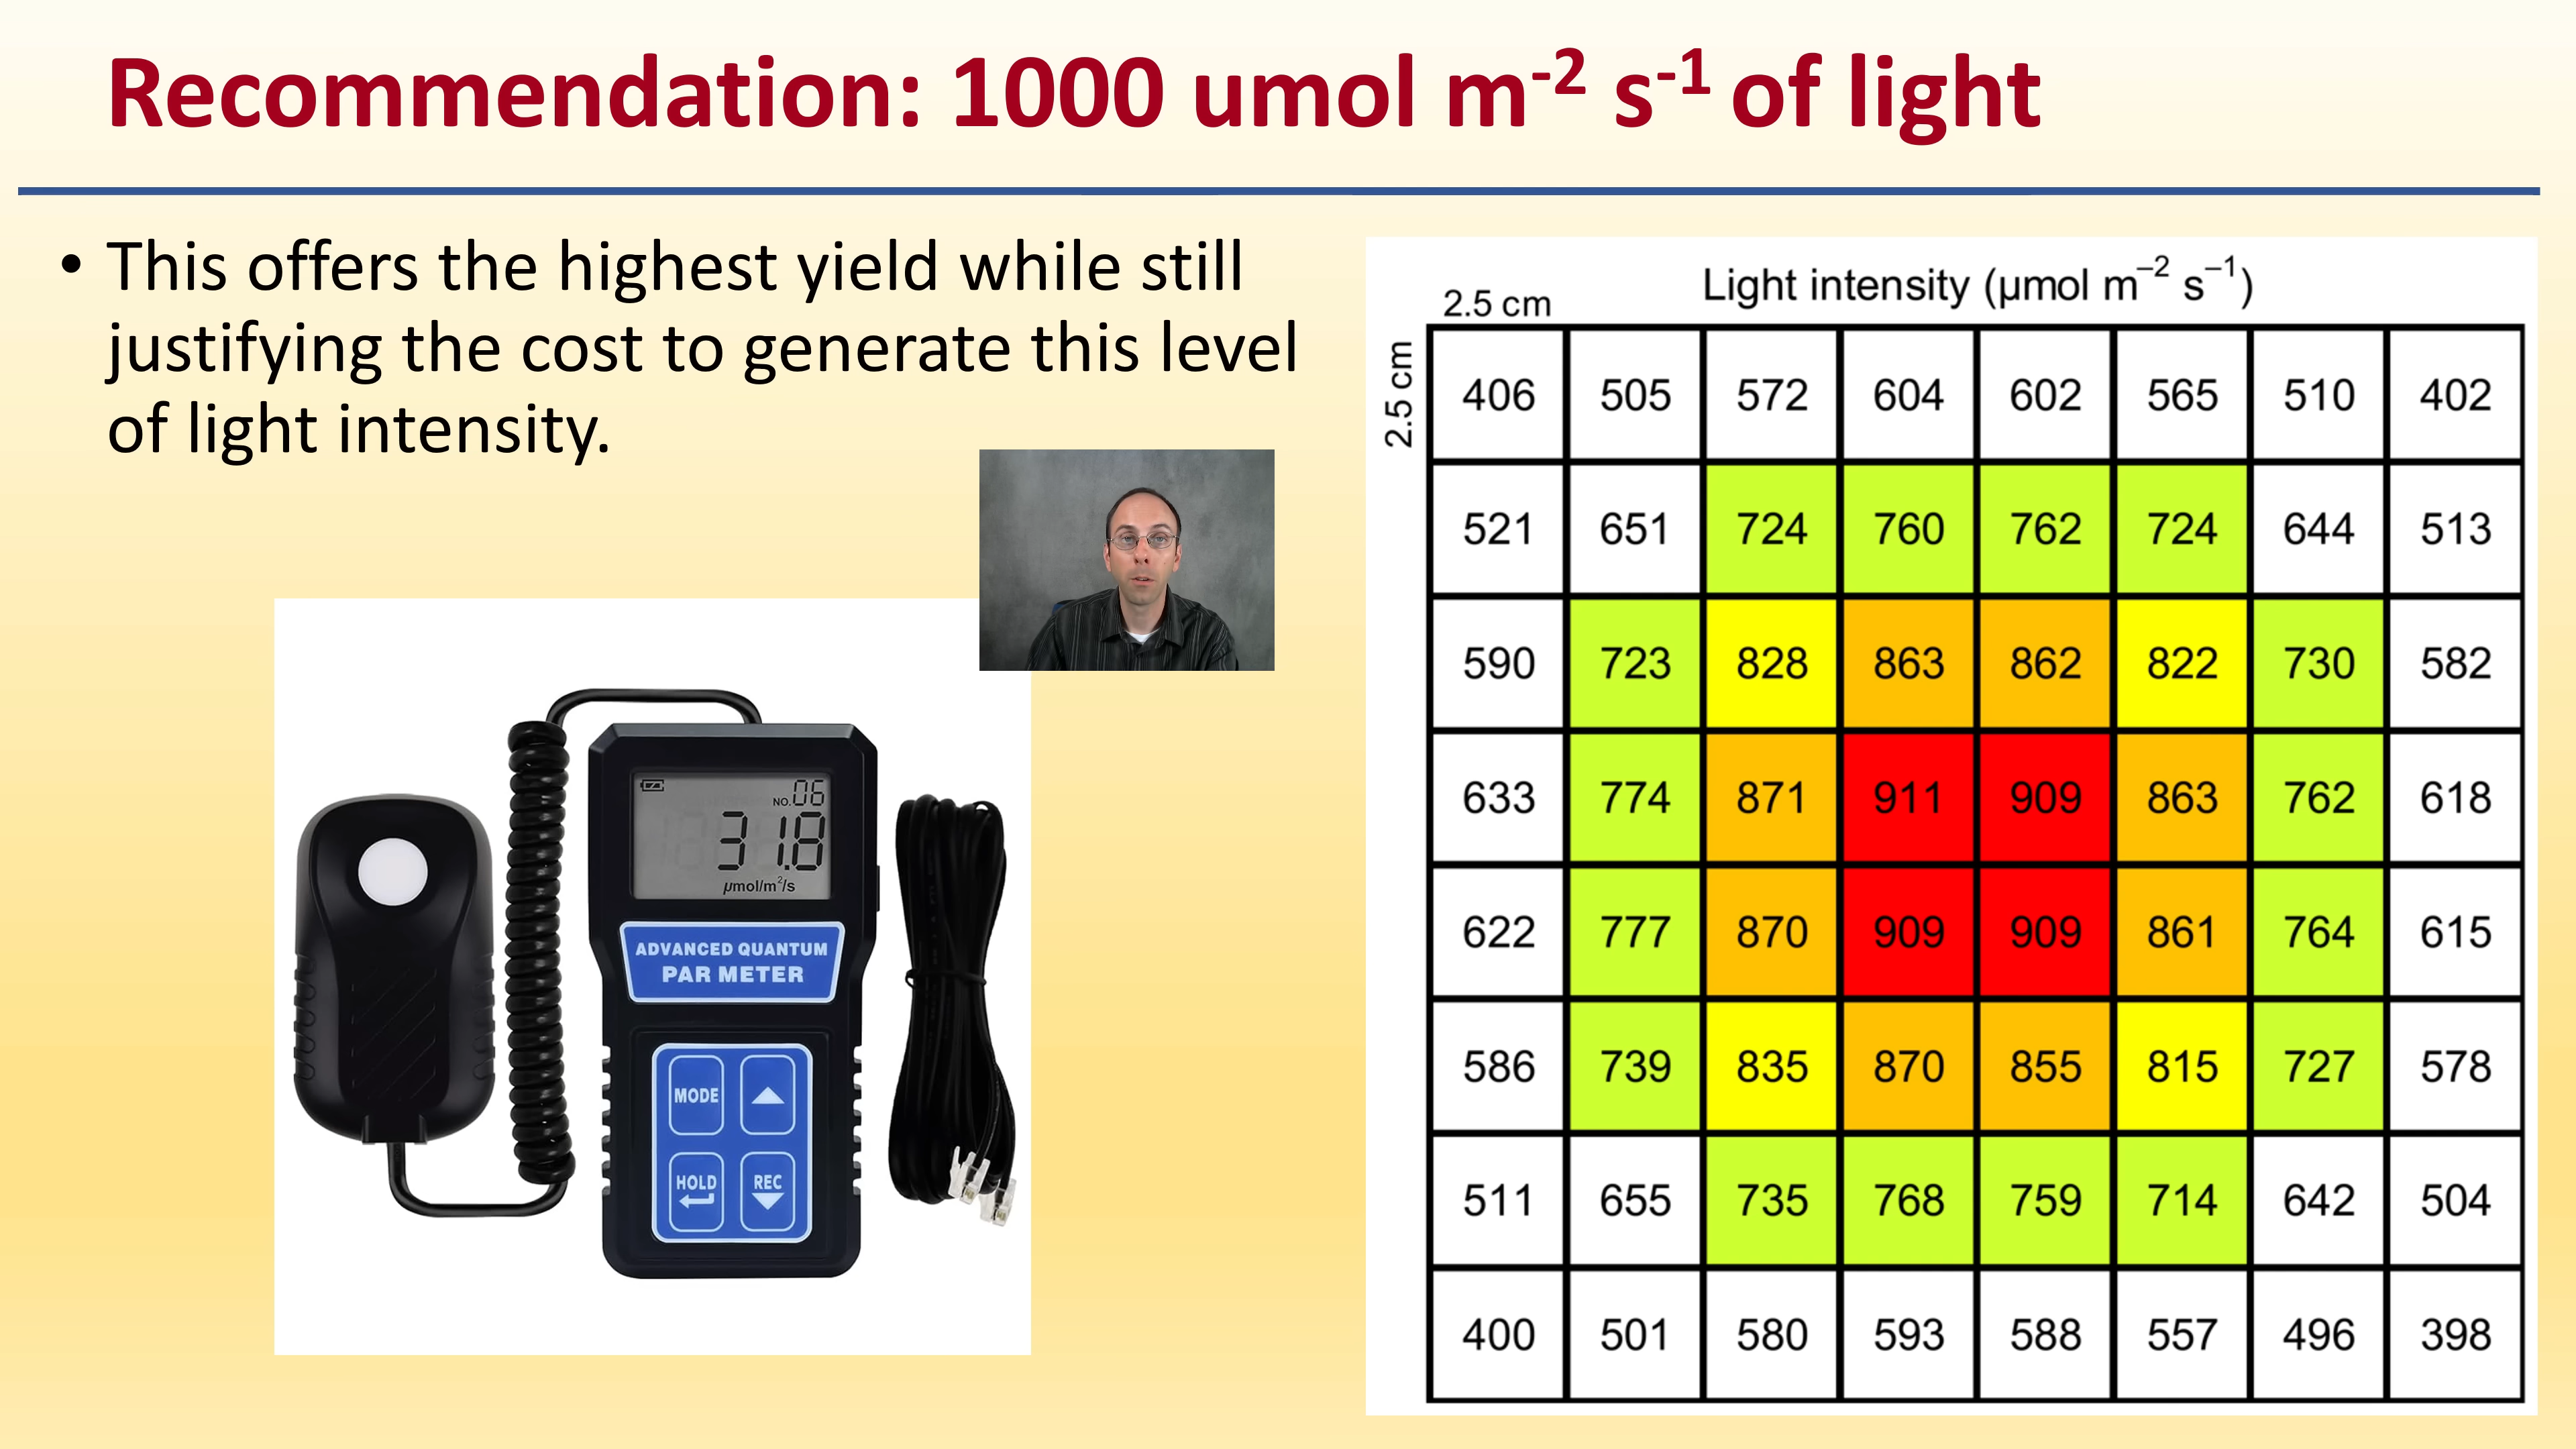 Recommendation: 1000 umol m⁻² s⁻¹ of light
• This offers the highest yield while still
justifying the cost to generate this level
of light intensity.
NO. 06
31.8
µmol/m²/s
ADVANCED QUANTUM
PAR METER
MODE
HOLD REC
Light intensity (µmol m⁻² s⁻¹)
2.5 cm
2.5 cm
406 505 572 604 602 565 510 402
521 651 724 760 762 724 644 513
590 723 828 863 862 822 730 582
633 774 871 911 909 863 762 618
622 777 870 909 909 861 764 615
586 739 835 870 855 815 727 578
511 655 735 768 759 714 642 504
400 501 580 593 588 557 496 398